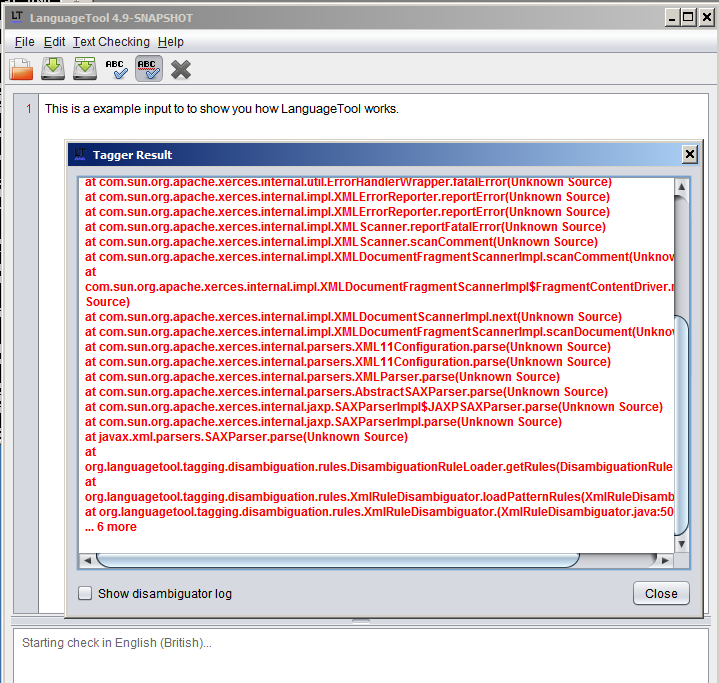 LT LanguageTool 4.9-SNAPSHOT
File Edit Text Checking Help
ABC ABC
1 This is a example input to to show you how LanguageTool works.
LT Tagger Result
at com.sun.org.apache.xerces.internal.util.ErrorHandlerWrapper.fatalError(Unknown Source)
at com.sun.org.apache.xerces.internal.impl.XMLErrorReporter.reportError(Unknown Source)
at com.sun.org.apache.xerces.internal.impl.XMLErrorReporter.reportError(Unknown Source)
at com.sun.org.apache.xerces.internal.impl.XMLScanner.reportFatalError(Unknown Source)
at com.sun.org.apache.xerces.internal.impl.XMLScanner.scanComment(Unknown Source)
at com.sun.org.apache.xerces.internal.impl.XMLDocumentFragmentScannerImpl.scanComment(Unknow
at
com.sun.org.apache.xerces.internal.impl.XMLDocumentFragmentScannerImpl$FragmentContentDriver.
Source)
at com.sun.org.apache.xerces.internal.impl.XMLDocumentScannerImpl.next(Unknown Source)
at com.sun.org.apache.xerces.internal.impl.XMLDocumentFragmentScannerImpl.scanDocument(Unknow
at com.sun.org.apache.xerces.internal.parsers.XML11Configuration.parse(Unknown Source)
at com.sun.org.apache.xerces.internal.parsers.XML11Configuration.parse(Unknown Source)
at com.sun.org.apache.xerces.internal.parsers.XMLParser.parse(Unknown Source)
at com.sun.org.apache.xerces.internal.parsers.AbstractSAXParser.parse(Unknown Source)
at com.sun.org.apache.xerces.internal.jaxp.SAXParserImpl$JAXPSAXParser.parse(Unknown Source)
at com.sun.org.apache.xerces.internal.jaxp.SAXParserImpl.parse(Unknown Source)
at javax.xml.parsers.SAXParser.parse(Unknown Source)
at
org.languagetool.tagging.disambiguation.rules.DisambiguationRuleLoader.getRules(DisambiguationRule
at
org.languagetool.tagging.disambiguation.rules.XmlRuleDisambiguator.loadPatternRules(XmlRuleDisamb
at org.languagetool.tagging.disambiguation.rules.XmlRuleDisambiguator.(XmlRuleDisambiguator.java:50
... 6 more
Show disambiguator log
Close
Starting check in English (British)...